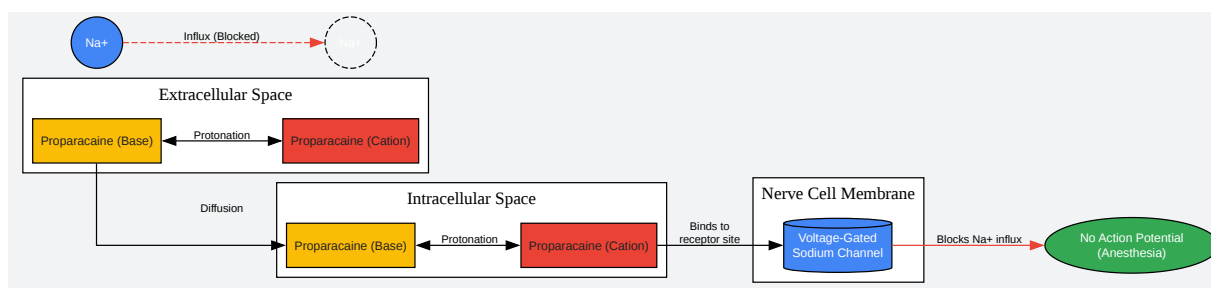 Na+
Influx (Blocked)
Na+
Extracellular Space
Proparacaine (Base)
Protonation
Proparacaine (Cation)
Diffusion
Intracellular Space
Proparacaine (Base)
Protonation
Proparacaine (Cation)
Binds to
receptor site
Nerve Cell Membrane
Voltage-Gated
Sodium Channel
Blocks Na+ influx
No Action Potential
(Anesthesia)